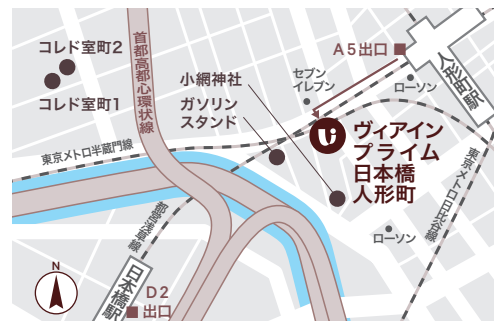 コレド室町2
コレド室町1
首都高都心環状線
小網神社
ガソリン
スタンド
セブン
イレブン
A5出口
ローソン
人形町駅
ヴィアイン
プライム
日本橋
人形町
東京メトロ半蔵門線
東京メトロ日比谷線
都営浅草線
ローソン
日本橋駅
D2
出口
N